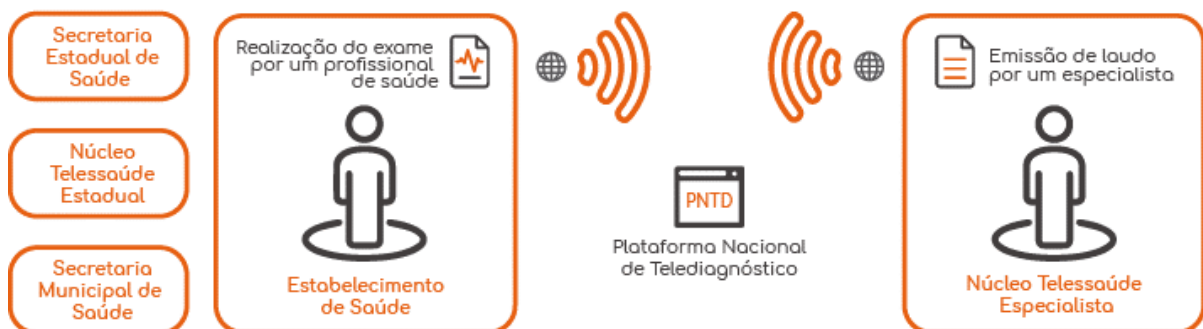 Secretaria
Estadual de
Saúde
Núcleo
Telessaúde
Estadual
Secretaria
Municipal de
Saúde
Realização do exame
por um profissional
de saúde
Estabelecimento
de Saúde
PNTD
Plataforma Nacional
de Telediagnóstico
Emissão de laudo
por um especialista
Núcleo Telessaúde
Especialista